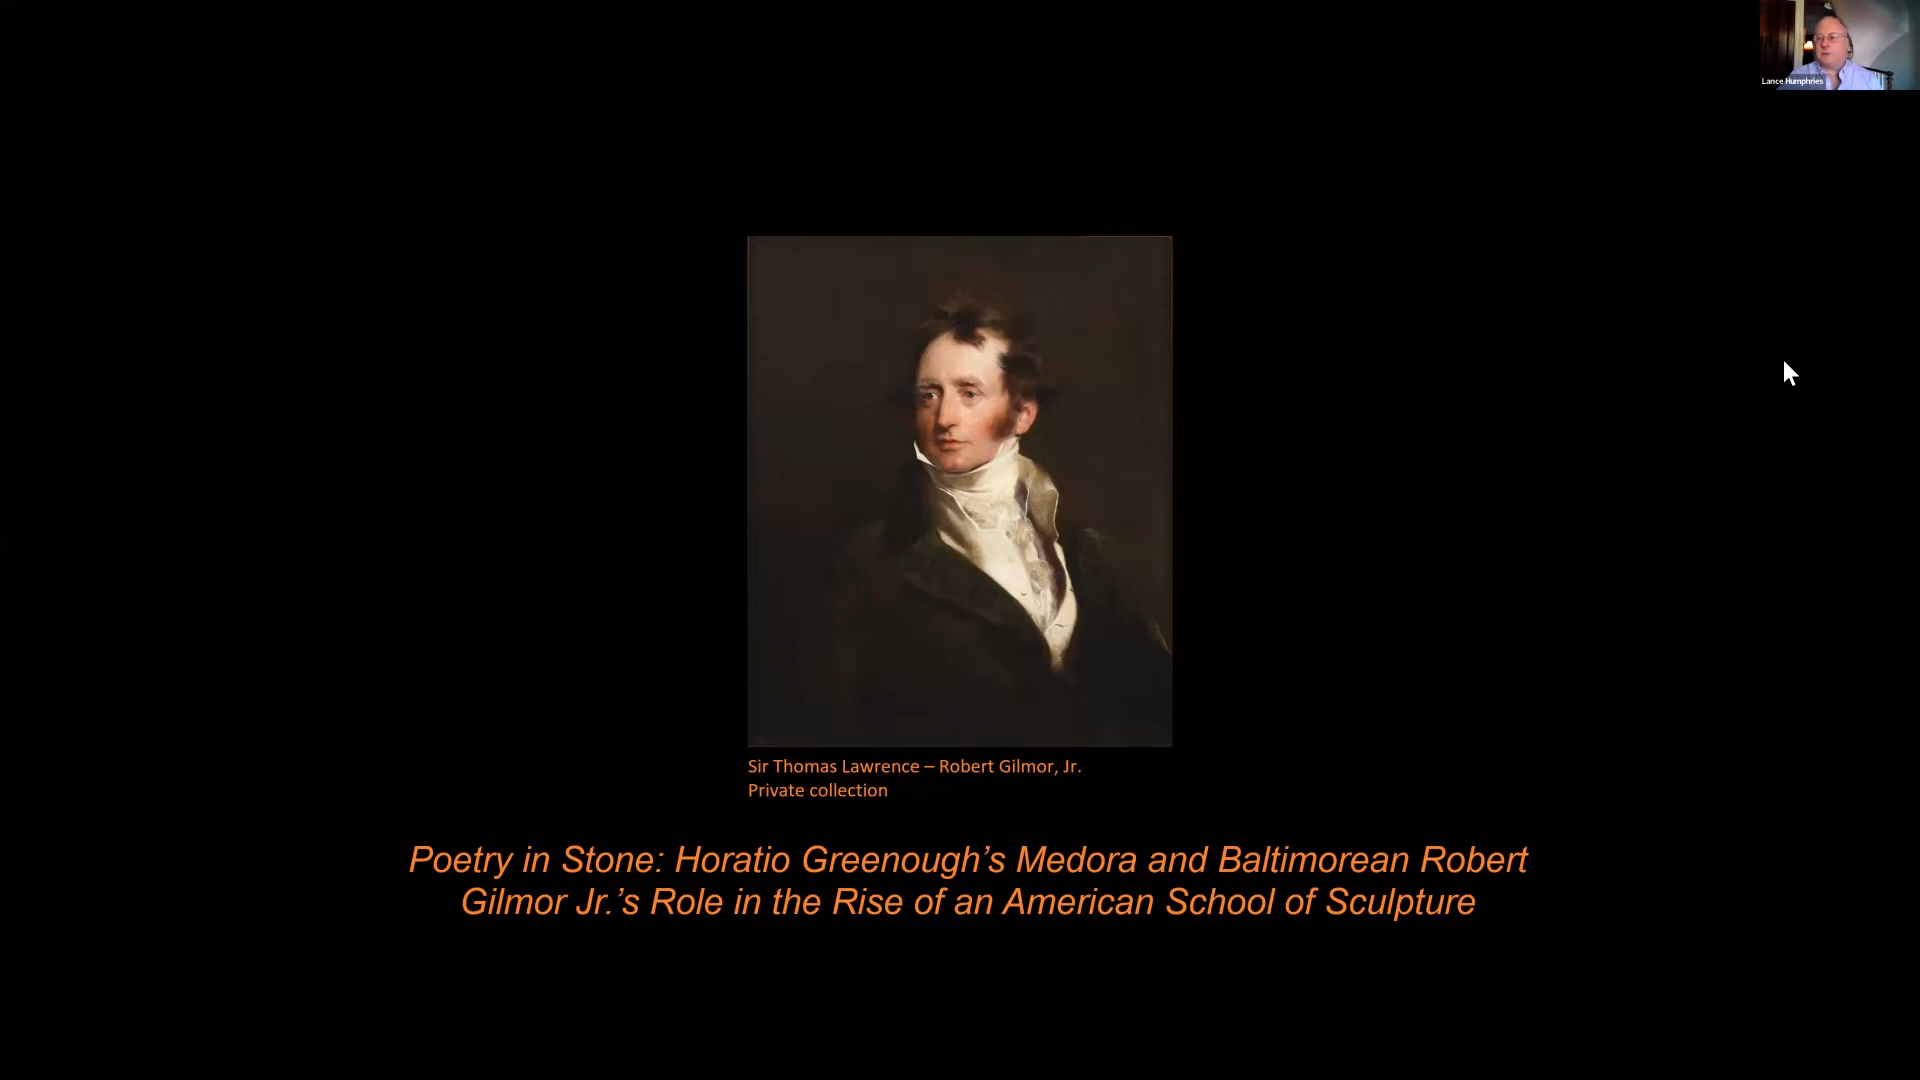 Lance Humphries
Sir Thomas Lawrence – Robert Gilmor, Jr.
Private collection
Poetry in Stone: Horatio Greenough’s Medora and Baltimorean Robert
Gilmor Jr.’s Role in the Rise of an American School of Sculpture